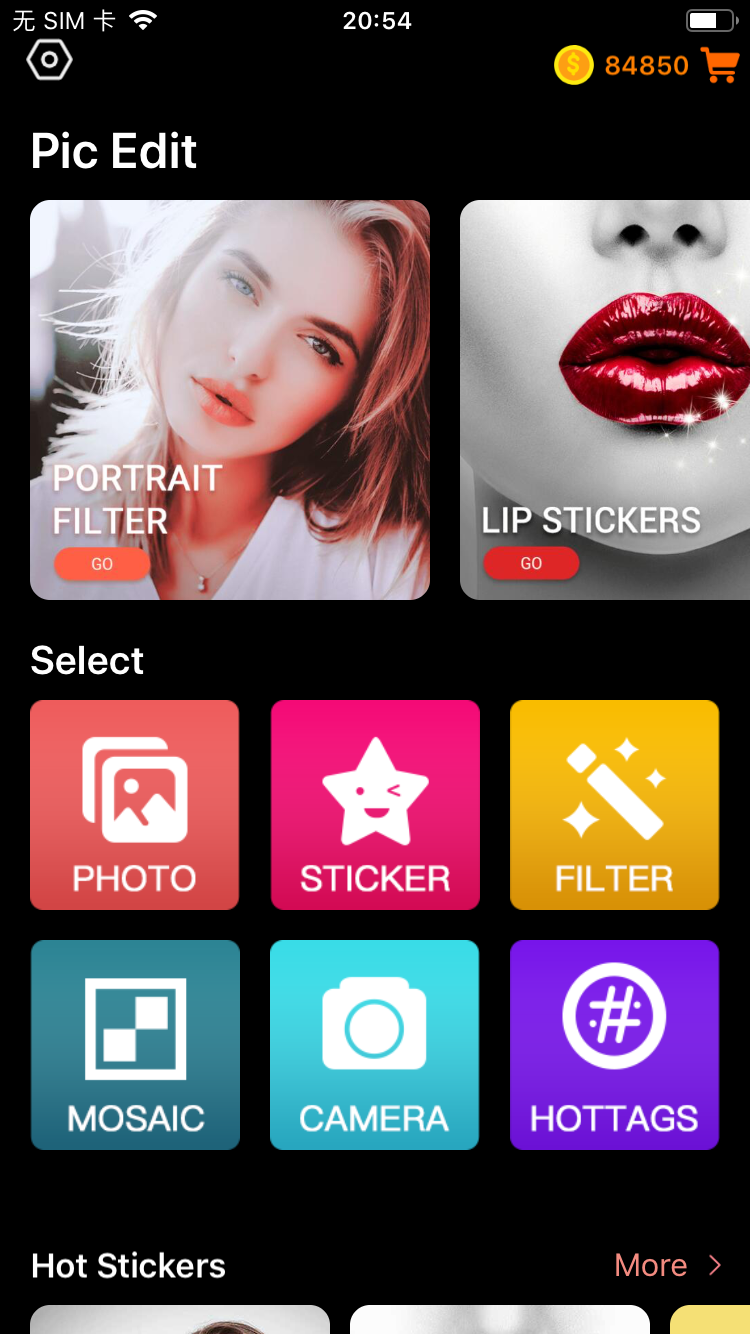 无 SIM 卡
20:54
$ 84850
Pic Edit
PORTRAIT
FILTER
GO
LIP STICKERS
GO
Select
PHOTO
STICKER
FILTER
MOSAIC
CAMERA
#
HOTTAGS
Hot Stickers
More >